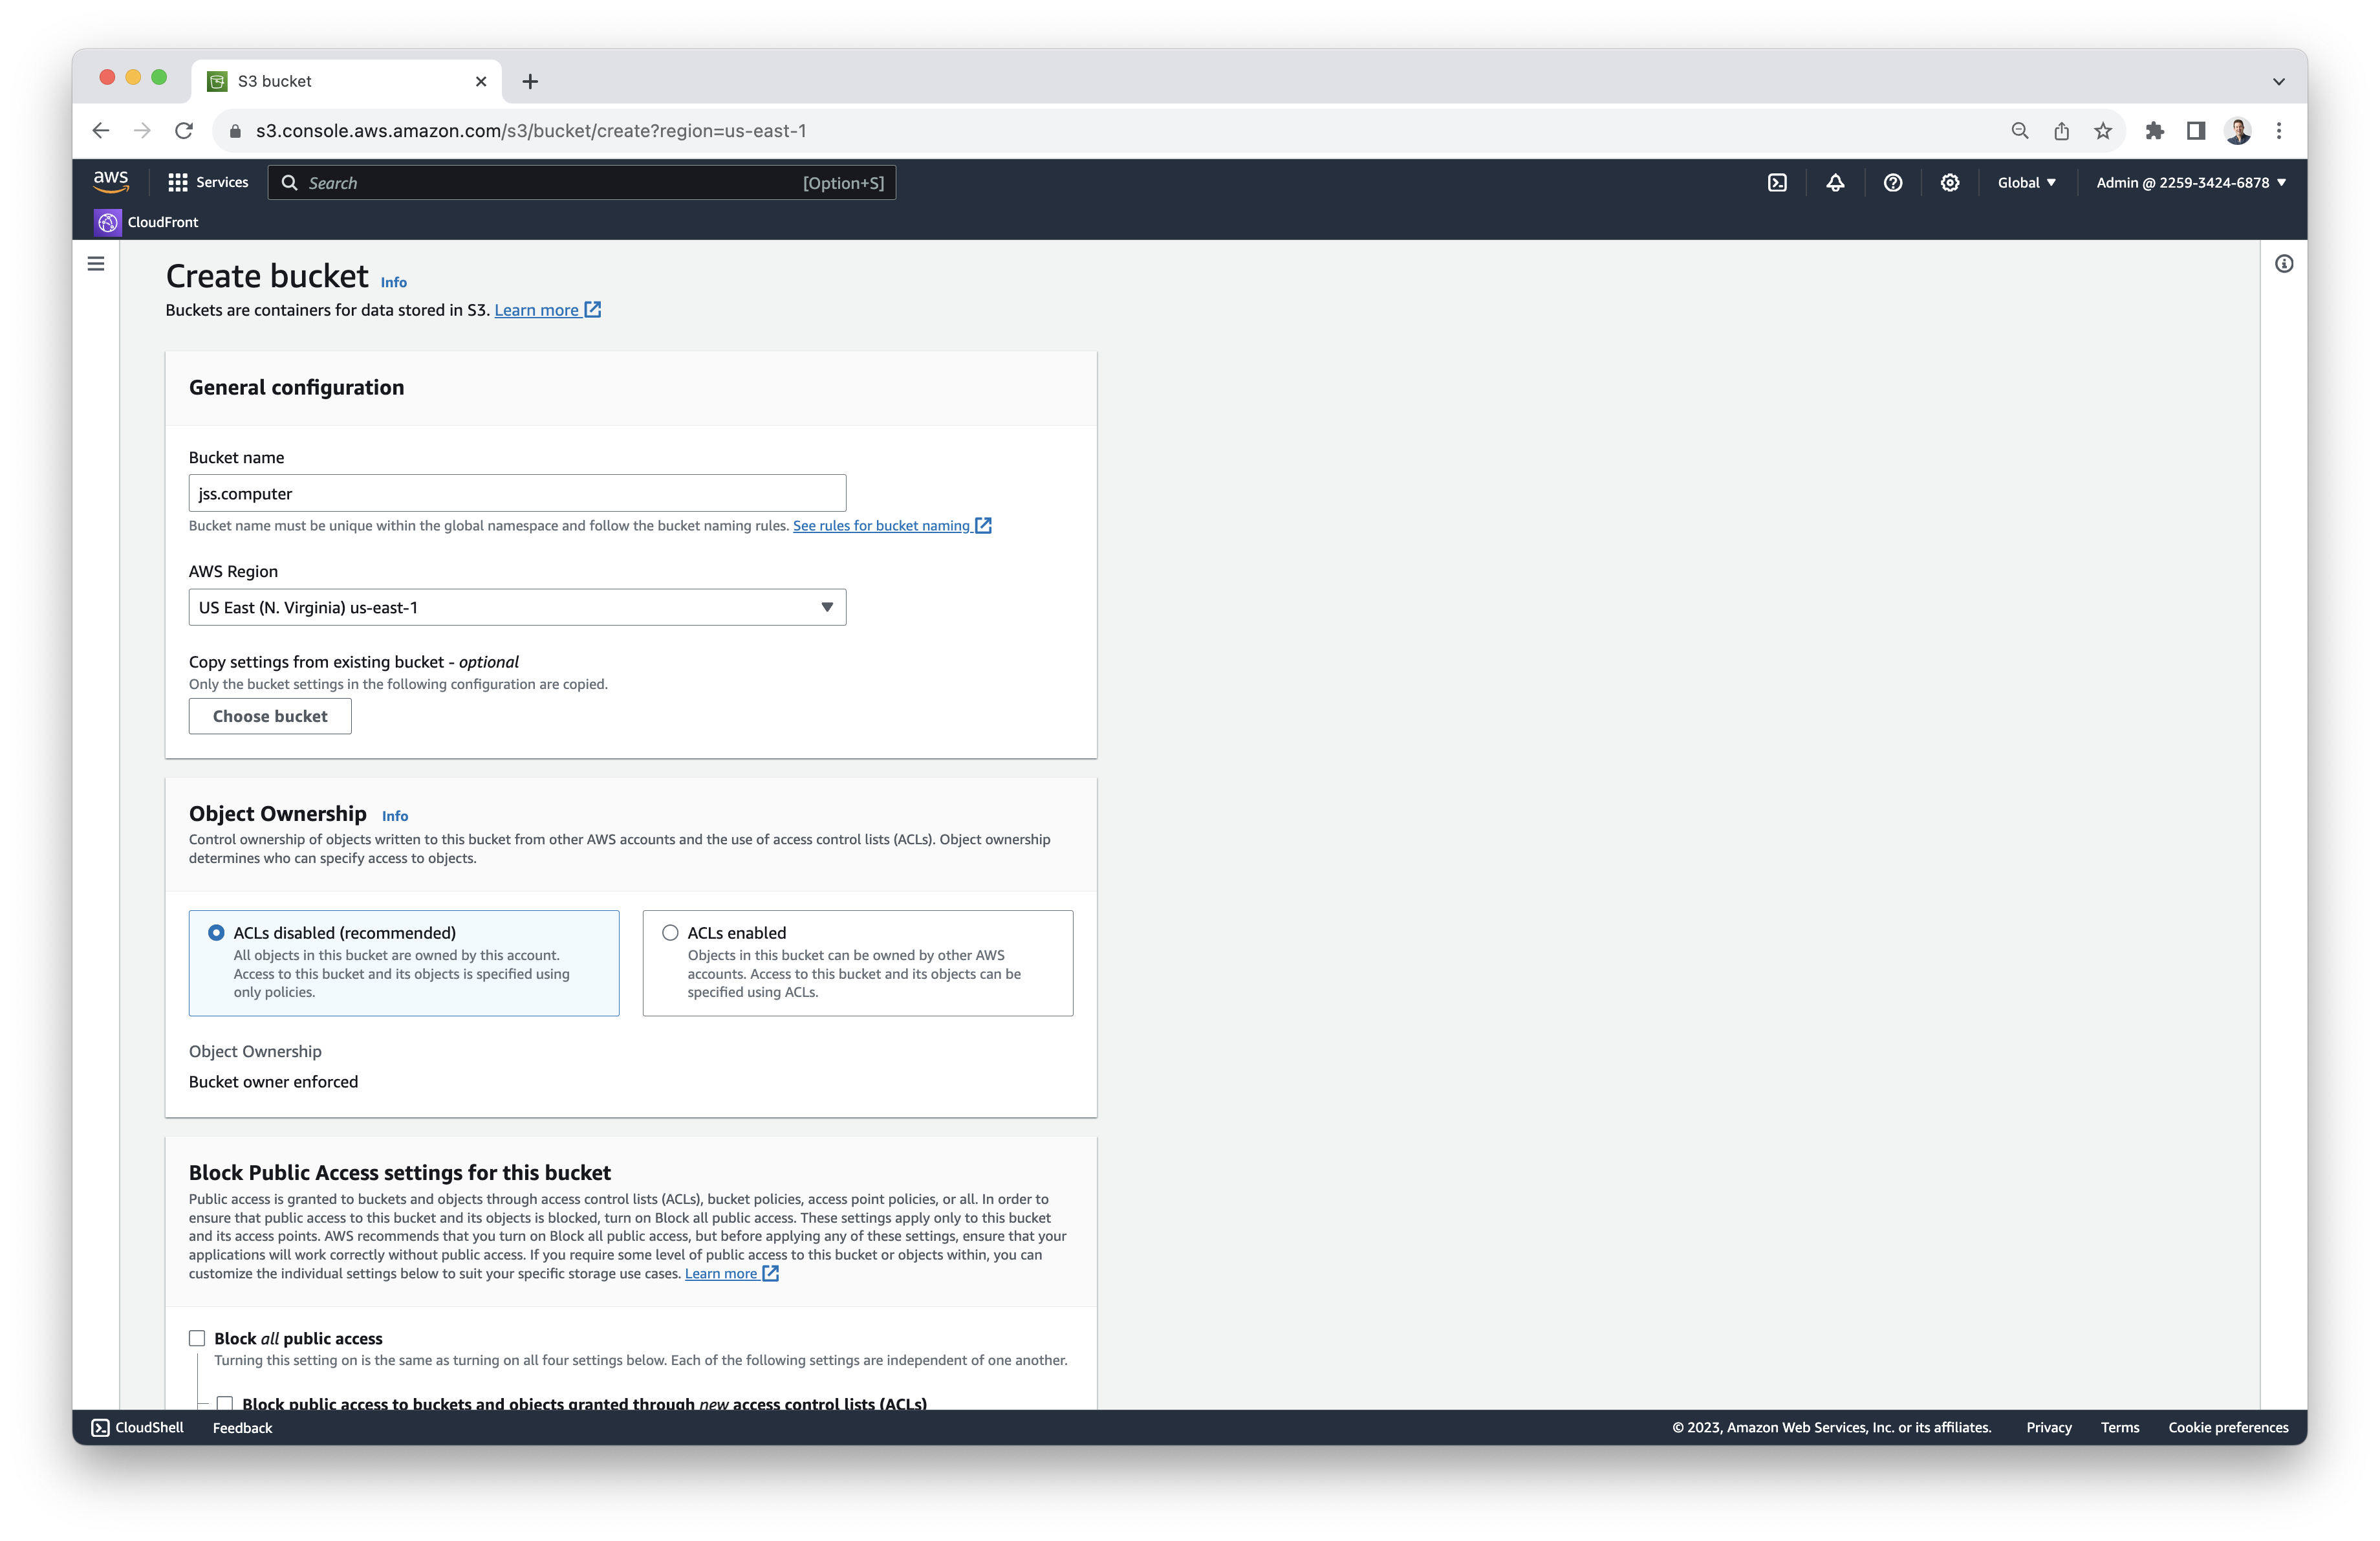 S3 bucket
s3.console.aws.amazon.com/s3/bucket/create?region=us-east-1
aws
Services
Search
[Option+S]
Global
Admin @ 2259-3424-6878
CloudFront
Create bucket Info
Buckets are containers for data stored in S3. Learn more
General configuration
Bucket name
jss.computer
Bucket name must be unique within the global namespace and follow the bucket naming rules. See rules for bucket naming
AWS Region
US East (N. Virginia) us-east-1
Copy settings from existing bucket - optional
Only the bucket settings in the following configuration are copied.
Choose bucket
Object Ownership Info
Control ownership of objects written to this bucket from other AWS accounts and the use of access control lists (ACLs). Object ownership
determines who can specify access to objects.
ACLs disabled (recommended)
All objects in this bucket are owned by this account.
Access to this bucket and its objects is specified using
only policies.
ACLs enabled
Objects in this bucket can be owned by other AWS
accounts. Access to this bucket and its objects can be
specified using ACLs.
Object Ownership
Bucket owner enforced
Block Public Access settings for this bucket
Public access is granted to buckets and objects through access control lists (ACLs), bucket policies, access point policies, or all. In order to
ensure that public access to this bucket and its objects is blocked, turn on Block all public access. These settings apply only to this bucket
and its access points. AWS recommends that you turn on Block all public access, but before applying any of these settings, ensure that your
applications will work correctly without public access. If you require some level of public access to this bucket or objects within, you can
customize the individual settings below to suit your specific storage use cases. Learn more
Block all public access
Turning this setting on is the same as turning on all four settings below. Each of the following settings are independent of one another.
Block public access to buckets and objects granted through new access control lists (ACLs)
CloudShell
Feedback
© 2023, Amazon Web Services, Inc. or its affiliates.
Privacy
Terms
Cookie preferences